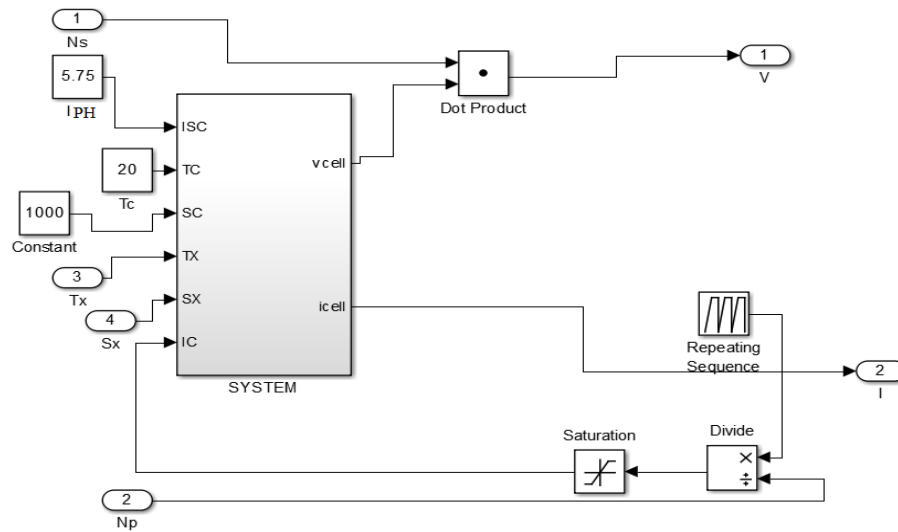 1
Ns
5.75
IPH
20
Tc
1000
Constant
3
Tx
4
Sx
ISC
TC
SC
TX
SX
IC
vcell
icell
SYSTEM
Dot Product
1
V
Repeating
Sequence
2
I
Saturation
Divide
×
÷
2
Np